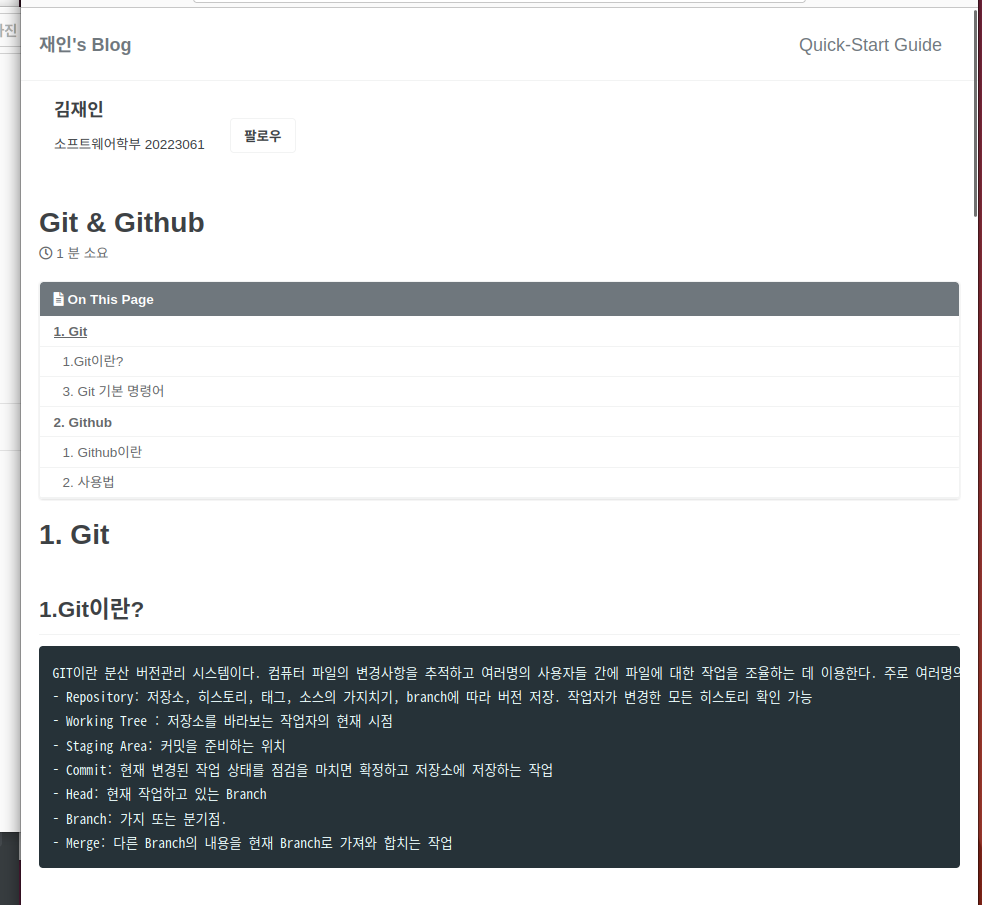 재인's Blog
Quick-Start Guide
김재인
소프트웨어학부 20223061
팔로우
Git & Github
1 분 소요
On This Page
1. Git
1.Git이란?
3. Git 기본 명령어
2. Github
1. Github이란
2. 사용법
1. Git
1.Git이란?
GIT이란 분산 버전관리 시스템이다. 컴퓨터 파일의 변경사항을 추적하고 여러명의 사용자들 간에 파일에 대한 작업을 조율하는 데 이용한다. 주로 여러명의
- Repository: 저장소, 히스토리, 태그, 소스의 가지치기, branch에 따라 버전 저장. 작업자가 변경한 모든 히스토리 확인 가능
- Working Tree : 저장소를 바라보는 작업자의 현재 시점
- Staging Area: 커밋을 준비하는 위치
- Commit: 현재 변경된 작업 상태를 점검을 마치면 확정하고 저장소에 저장하는 작업
- Head: 현재 작업하고 있는 Branch
- Branch: 가지 또는 분기점.
- Merge: 다른 Branch의 내용을 현재 Branch로 가져와 합치는 작업